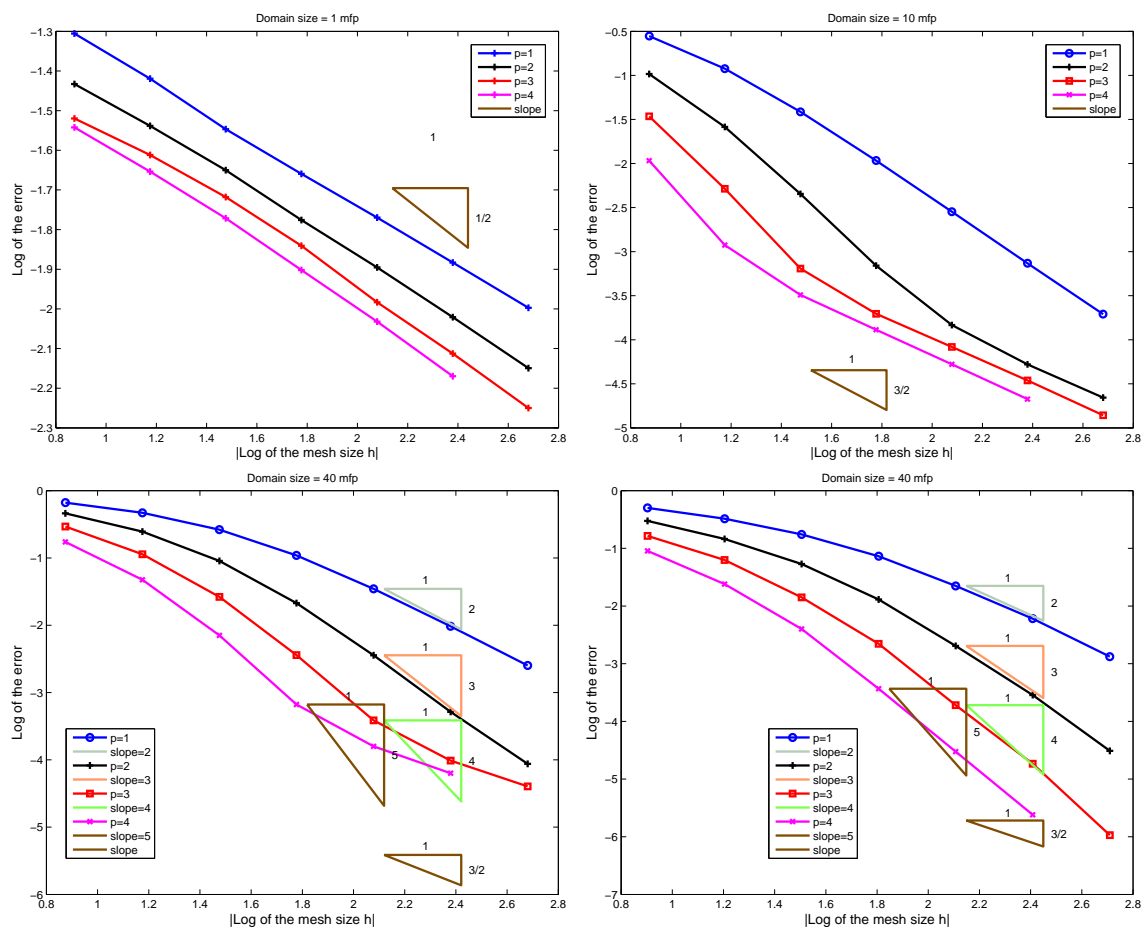 Domain size = 1 mfp
−1.3
−1.4
−1.5
−1.6
−1.7
−1.8
−1.9
−2
−2.1
−2.2
−2.3
Log of the error
p=1
p=2
p=3
p=4
slope
1
1/2
0.8
1
1.2
1.4
1.6
1.8
2
2.2
2.4
2.6
2.8
|Log of the mesh size h|
Domain size = 10 mfp
−0.5
−1
−1.5
−2
−2.5
−3
−3.5
−4
−4.5
−5
Log of the error
p=1
p=2
p=3
p=4
slope
1
3/2
0.8
1
1.2
1.4
1.6
1.8
2
2.2
2.4
2.6
2.8
|Log of the mesh size h|
Domain size = 40 mfp
0
−1
−2
−3
−4
−5
−6
Log of the error
1
2
1
3
1
5
1
4
1
3/2
p=1
slope=2
p=2
slope=3
p=3
slope=4
p=4
slope=5
slope
0.8
1
1.2
1.4
1.6
1.8
2
2.2
2.4
2.6
2.8
|Log of the mesh size h|
Domain size = 40 mfp
0
−1
−2
−3
−4
−5
−6
−7
Log of the error
1
2
1
3
1
5
1
4
1
3/2
p=1
slope=2
p=2
slope=3
p=3
slope=4
p=4
slope=5
slope
0.8
1
1.2
1.4
1.6
1.8
2
2.2
2.4
2.6
2.8
|Log of the mesh size h|